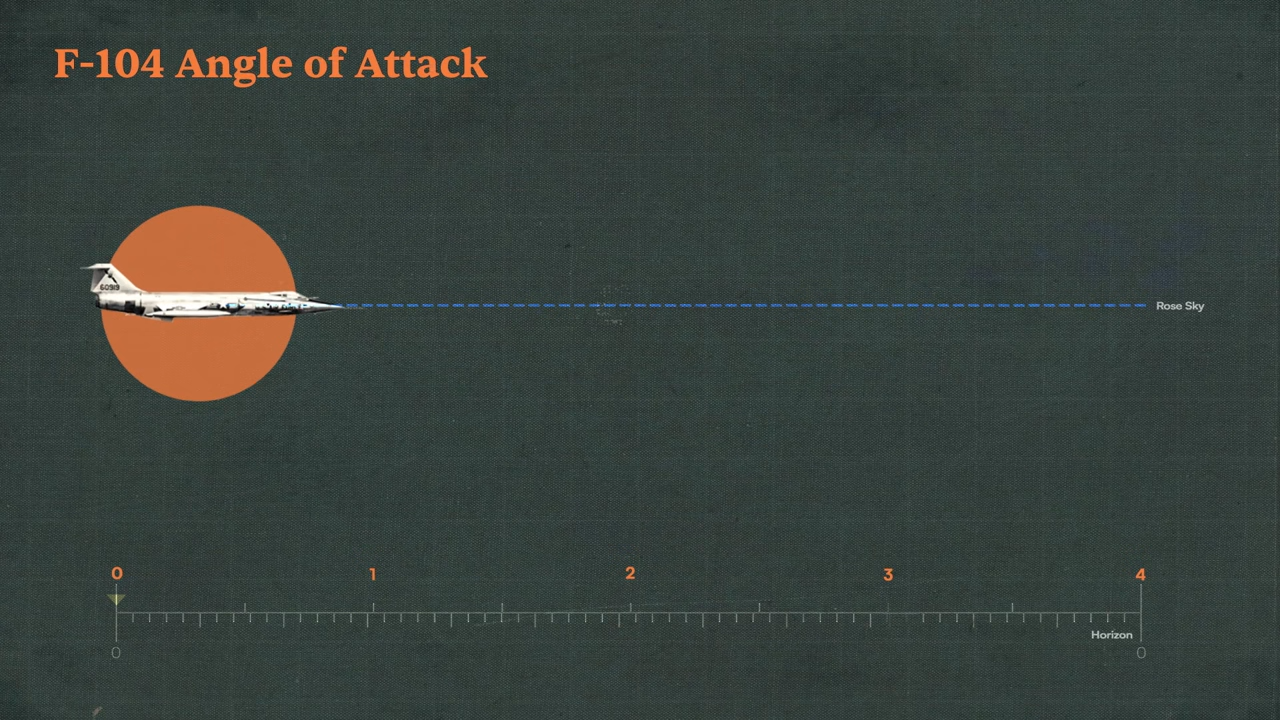 F-104 Angle of Attack
60919
Rose Sky
0 1 2 3 4
Horizon
0 0